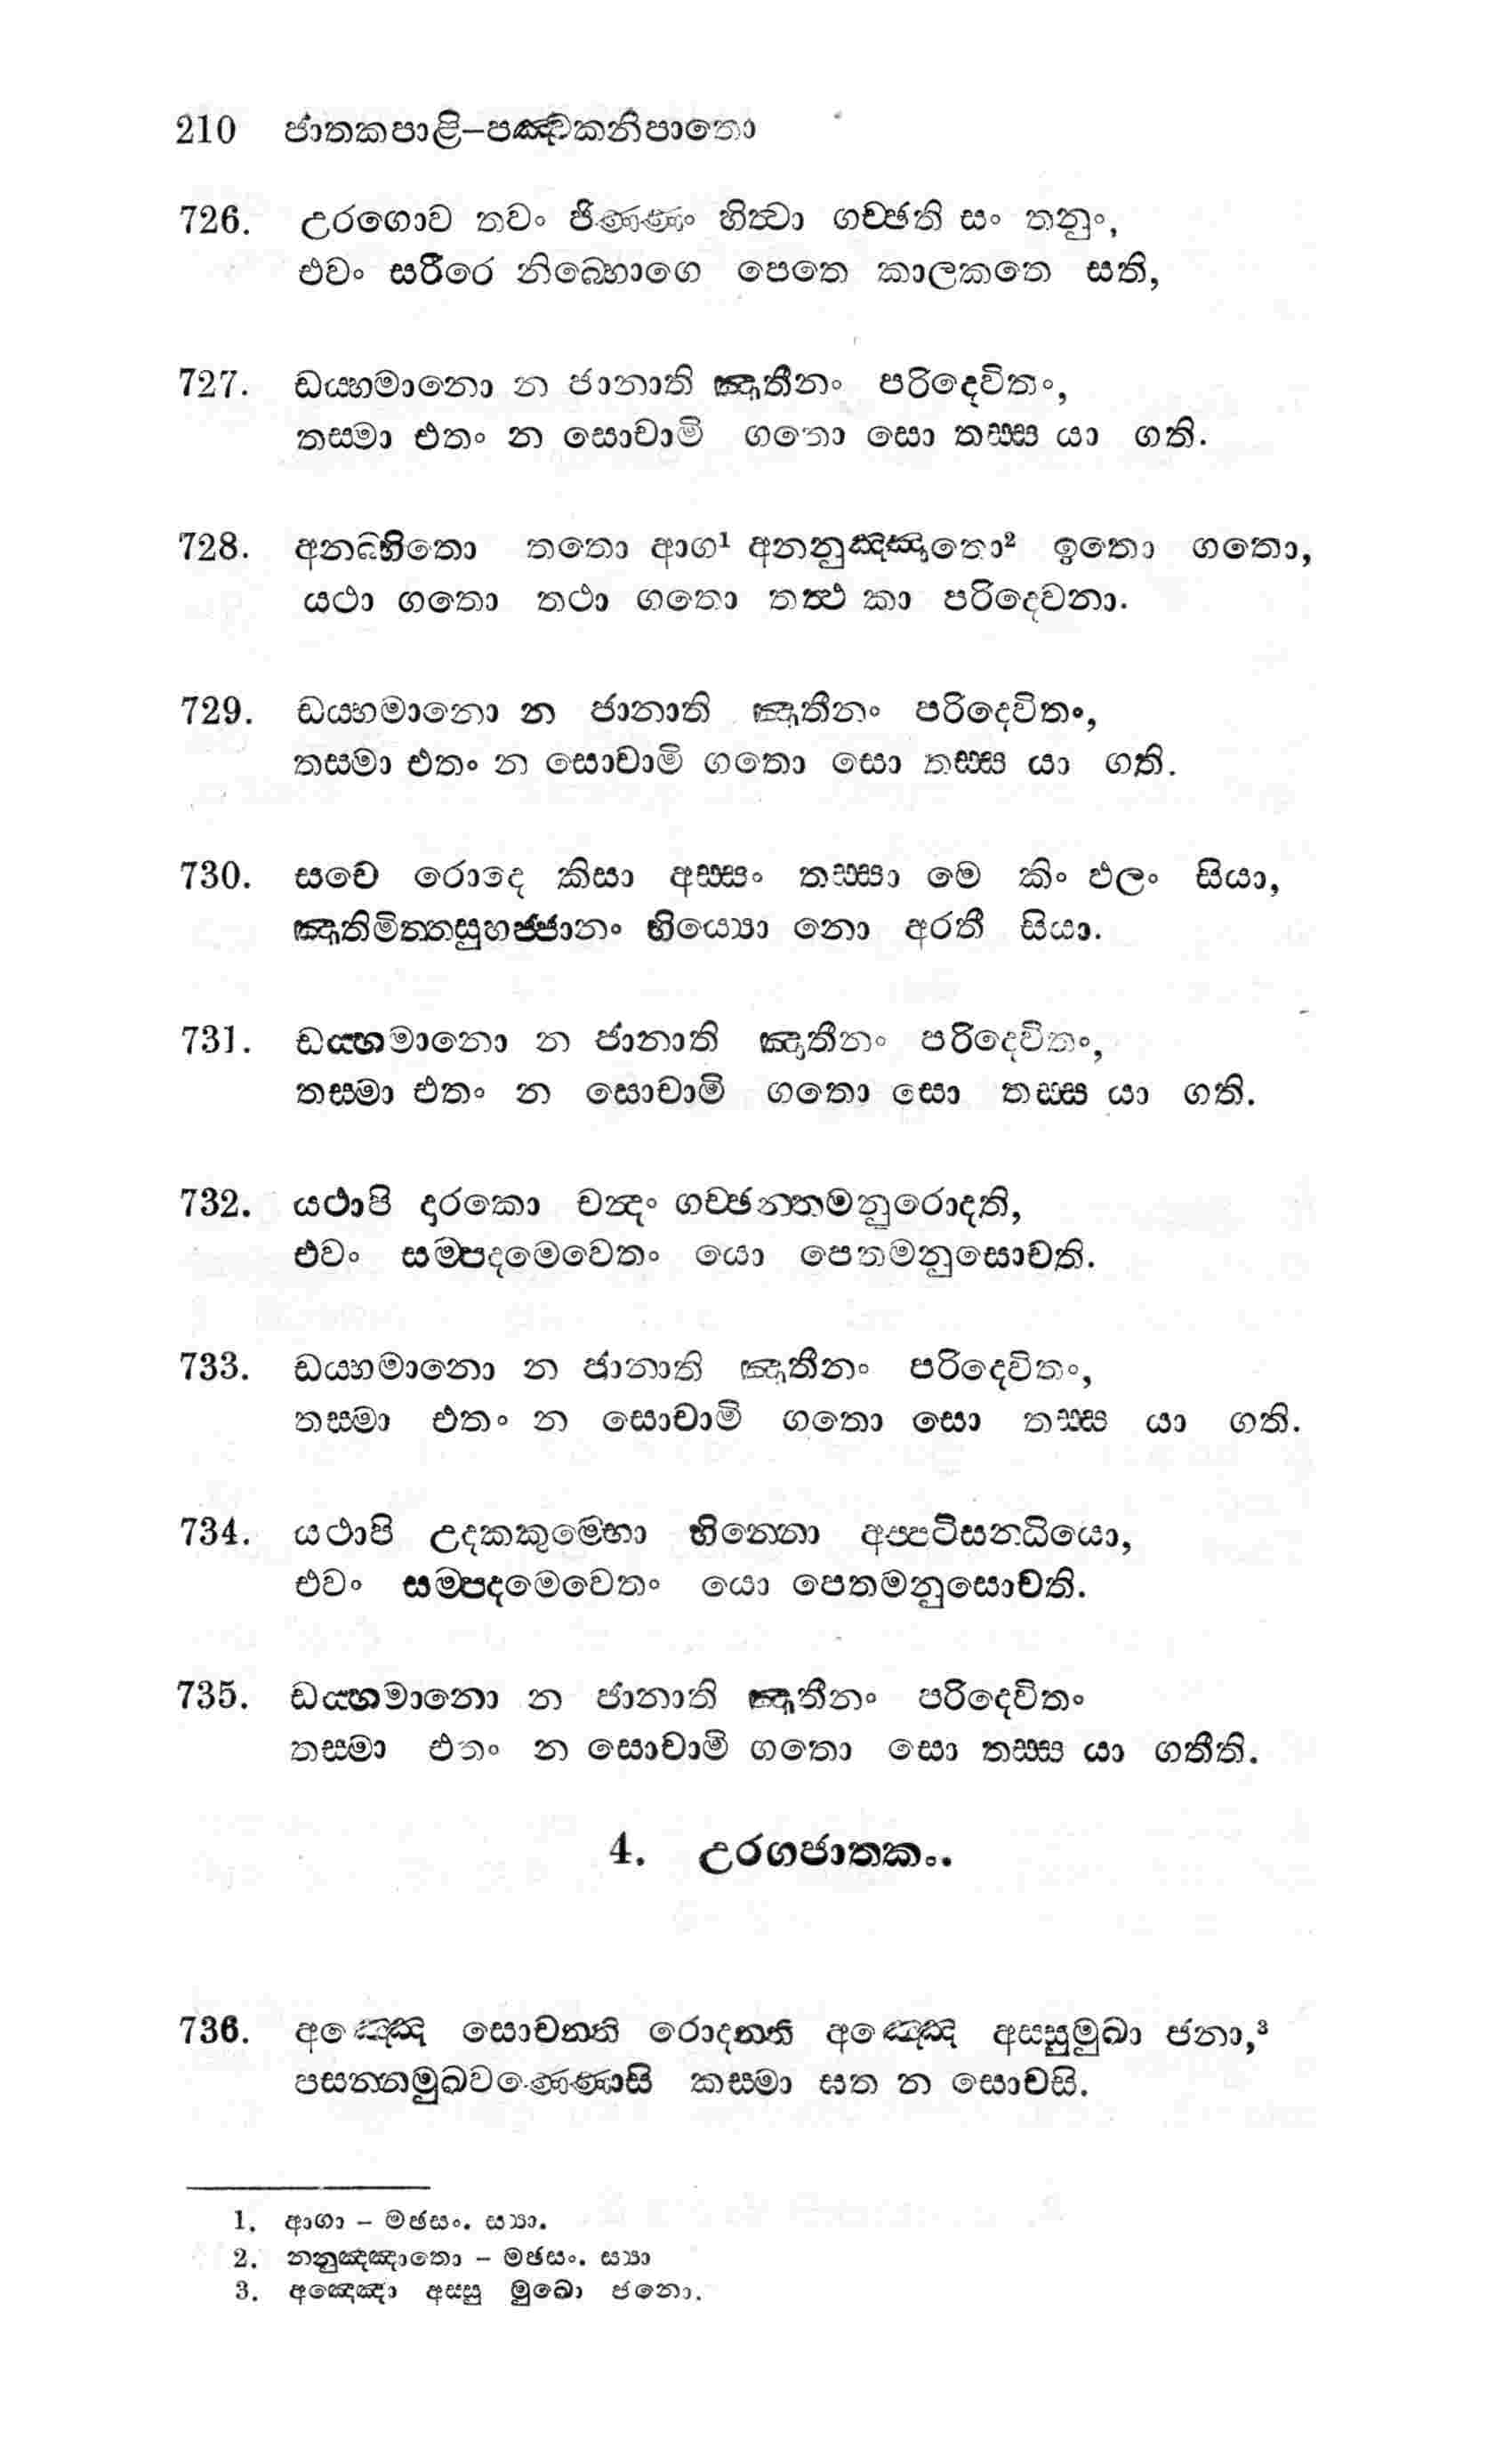 210 ජාතකපාළි–පඤ්චකනිපාතො
726. උරගොව තචං ජිණ්ණං හිත්වා ගච්ඡති සං තනුං,
එවං සරීරෙ නිබ්භොගෙ පෙතෙ කාලකතෙ සති,
727. ඩය්හමානො න ජානාති ඤාතීනං පරිදෙවිතං,
තස්මා එතං න සොචාමි ගතො සො තස්ස යා ගති.
728. අනබ්භිතො තතො ආග¹ අනනුඤ්ඤාතො² ඉතො ගතො,
යථා ගතො තථා ගතො තත්ථ කා පරිදෙවනා.
729. ඩය්හමානො න ජානාති ඤාතීනං පරිදෙවිතං,
තස්මා එතං න සොචාමි ගතො සො තස්ස යා ගති.
730. සචෙ රොදෙ කිසා අස්සං තස්සා මෙ කිං ඵලං සියා,
ඤාතිමිත්තසුහජ්ජානං භිය්‍යො නො අරතී සියා.
731. ඩය්හමානො න ජානාති ඤාතීනං පරිදෙවිතං,
තස්මා එතං න සොචාමි ගතො සො තස්ස යා ගති.
732. යථාපි දාරකො චන්දං ගච්ඡන්තමනුරොදති,
එවං සම්පදමෙවෙතං යො පෙතමනුසොචති.
733. ඩය්හමානො න ජානාති ඤාතීනං පරිදෙවිතං,
තස්මා එතං න සොචාමි ගතො සො තස්ස යා ගති.
734. යථාපි උදකකුම්භො භින්නො අප්පටිසන්ධියො,
එවං සම්පදමෙවෙතං යො පෙතමනුසොචති.
735. ඩය්හමානො න ජානාති ඤාතීනං පරිදෙවිතං
තස්මා එතං න සොචාමි ගතො සො තස්ස යා ගතීති.
4. උරගජාතකං.
736. අඤ්ඤෙ සොචන්ති රොදන්ති අඤ්ඤෙ අස්සුමුඛා ජනා,³
පසන්නමුඛවණ්ණොසි කස්මා ඝත න සොචසි.
1. ආගා – මඡසං. ස්‍යා.
2. නනුඤ්ඤාතො – මඡසං. ස්‍යා
3. අඤ්ඤො අස්සු මුඛො ජනො.